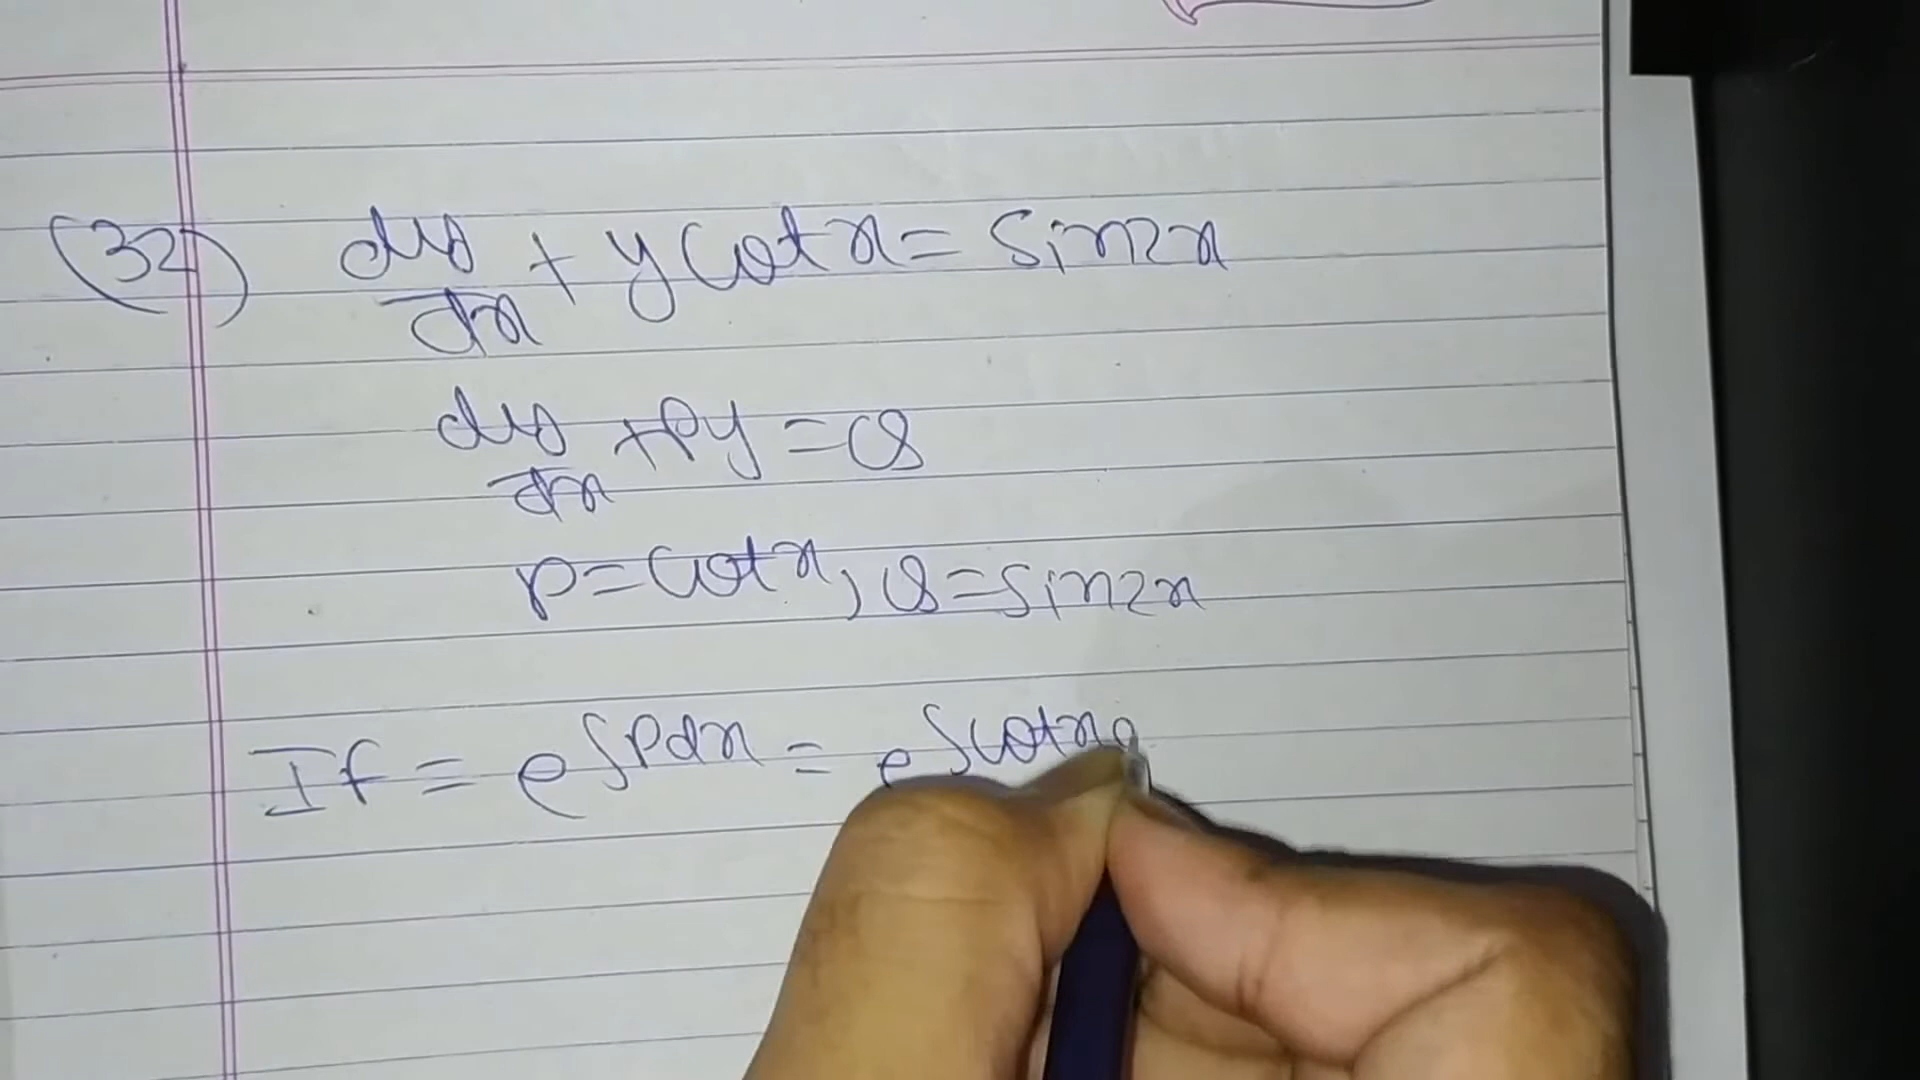 (32) dy/dx + y cot x = sin2x
dy/dx + Py = Q
P = cot x, Q = sin2x
If = e^∫Pdx = e^∫cotx